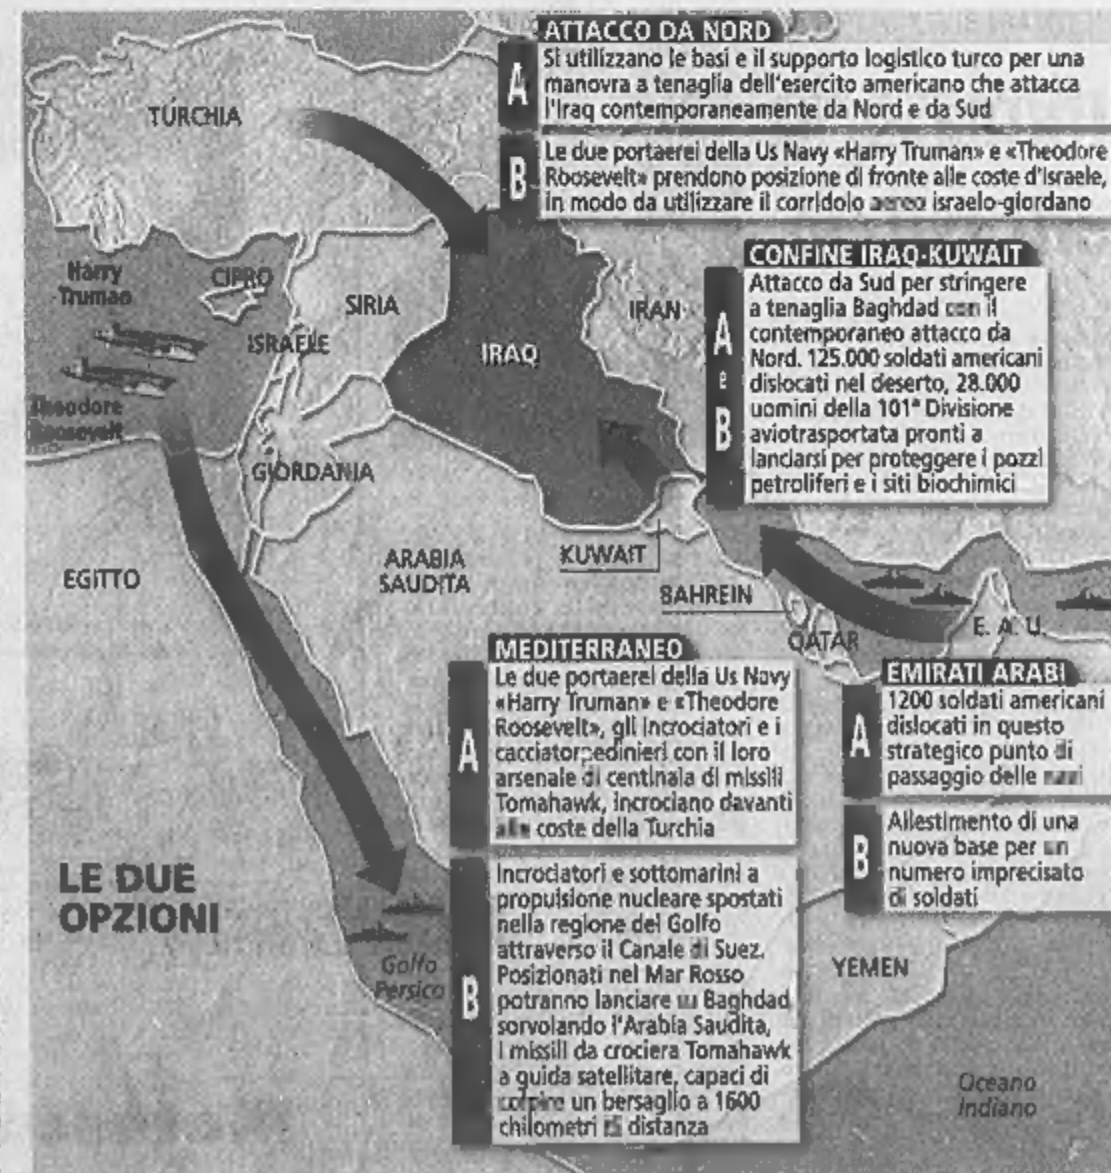 ATTACCO DA NORD
A
Si utilizzano le basi e il supporto logistico turco per una
manovra a tenaglia dell'esercito americano che attacca
l'Iraq contemporaneamente da Nord e da Sud
B
Le due portaerei della Us Navy «Harry Truman» e «Theodore
Roosevelt» prendono posizione di fronte alle coste d'Israele,
in modo da utilizzare il corridoio aereo israelo-giordano
TURCHIA
Harry
Truman
CIPRO
SIRIA
ISRAELE
IRAQ
IRAN
Theodore
Roosevelt
GIORDANIA
CONFINE IRAQ-KUWAIT
A
e
B
Attacco da Sud per stringere
a tenaglia Baghdad con il
contemporaneo attacco da
Nord. 125.000 soldati americani
dislocati nel deserto, 28.000
uomini della 101ª Divisione
aviotrasportata pronti a
lanciarsi per proteggere i pozzi
petroliferi e i siti biochimici
EGITTO
ARABIA
SAUDITA
KUWAIT
BAHREIN
QATAR
E. A. U.
MEDITERRANEO
A
Le due portaerei della Us Navy
«Harry Truman» e «Theodore
Roosevelt», gli incrociatori e i
cacciatorpedinieri con il loro
arsenale di centinaia di missili
Tomahawk, incrociano davanti
alle coste della Turchia
B
Incrociatori e sottomarini a
propulsione nucleare spostati
nella regione del Golfo
attraverso il Canale di Suez.
Posizionati nel Mar Rosso
potranno lanciare su Baghdad,
sorvolando l'Arabia Saudita,
i missili da crociera Tomahawk
a guida satellitare, capaci di
colpire un bersaglio a 1600
chilometri di distanza
EMIRATI ARABI
A
1200 soldati americani
dislocati in questo
strategico punto di
passaggio delle navi
B
Allestimento di una
nuova base per un
numero imprecisato
di soldati
LE DUE
OPZIONI
Golfo
Persico
YEMEN
Oceano
Indiano